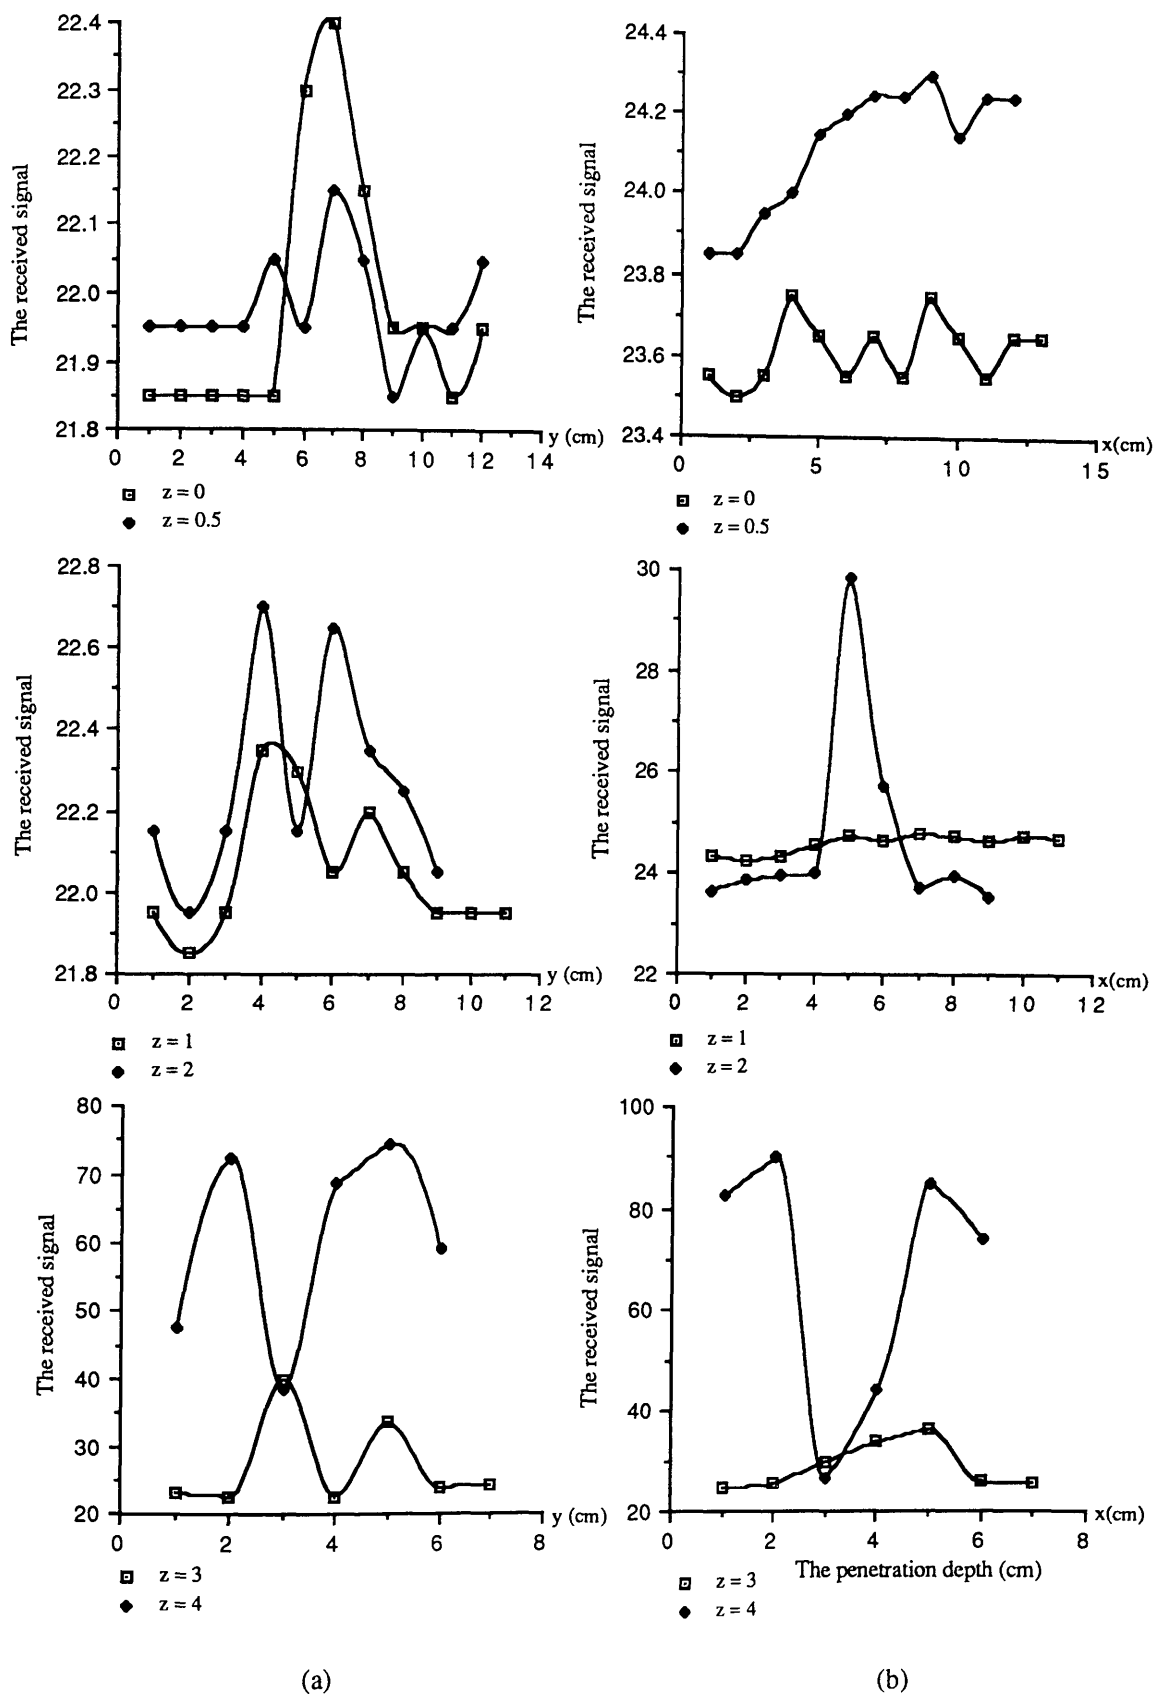 22.4
22.3
22.2
22.1
22.0
21.9
21.8
The received signal
0 2 4 6 8 10 12 14
y (cm)
z = 0
z = 0.5
24.4
24.2
24.0
23.8
23.6
23.4
The received signal
0 5 10 15
x(cm)
z = 0
z = 0.5
22.8
22.6
22.4
22.2
22.0
21.8
The received signal
0 2 4 6 8 10 12
y (cm)
z = 1
z = 2
30
28
26
24
22
The received signal
0 2 4 6 8 10 12
x(cm)
z = 1
z = 2
80
70
60
50
40
30
20
The received signal
0 2 4 6 8
y (cm)
z = 3
z = 4
100
80
60
40
20
The received signal
0 2 4 6 8
x(cm)
The penetration depth (cm)
z = 3
z = 4
(a)
(b)